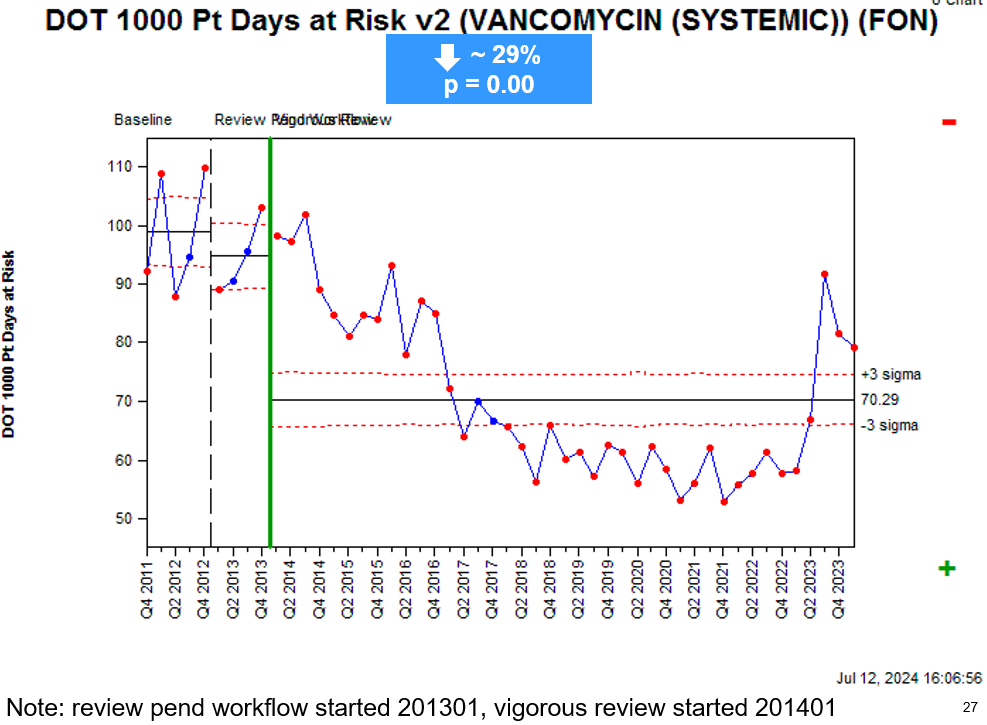 U Chart
DOT 1000 Pt Days at Risk v2 (VANCOMYCIN (SYSTEMIC)) (FON)
~ 29%
p = 0.00
Baseline
Review Pend Workflow
Vigorous Review
DOT 1000 Pt Days at Risk
110
100
90
80
70
60
50
+3 sigma
70.29
-3 sigma
Q4 2011
Q2 2012
Q4 2012
Q2 2013
Q4 2013
Q2 2014
Q4 2014
Q2 2015
Q4 2015
Q2 2016
Q4 2016
Q2 2017
Q4 2017
Q2 2018
Q4 2018
Q2 2019
Q4 2019
Q2 2020
Q4 2020
Q2 2021
Q4 2021
Q2 2022
Q4 2022
Q2 2023
Q4 2023
Jul 12, 2024 16:06:56
Note: review pend workflow started 201301, vigorous review started 201401
27